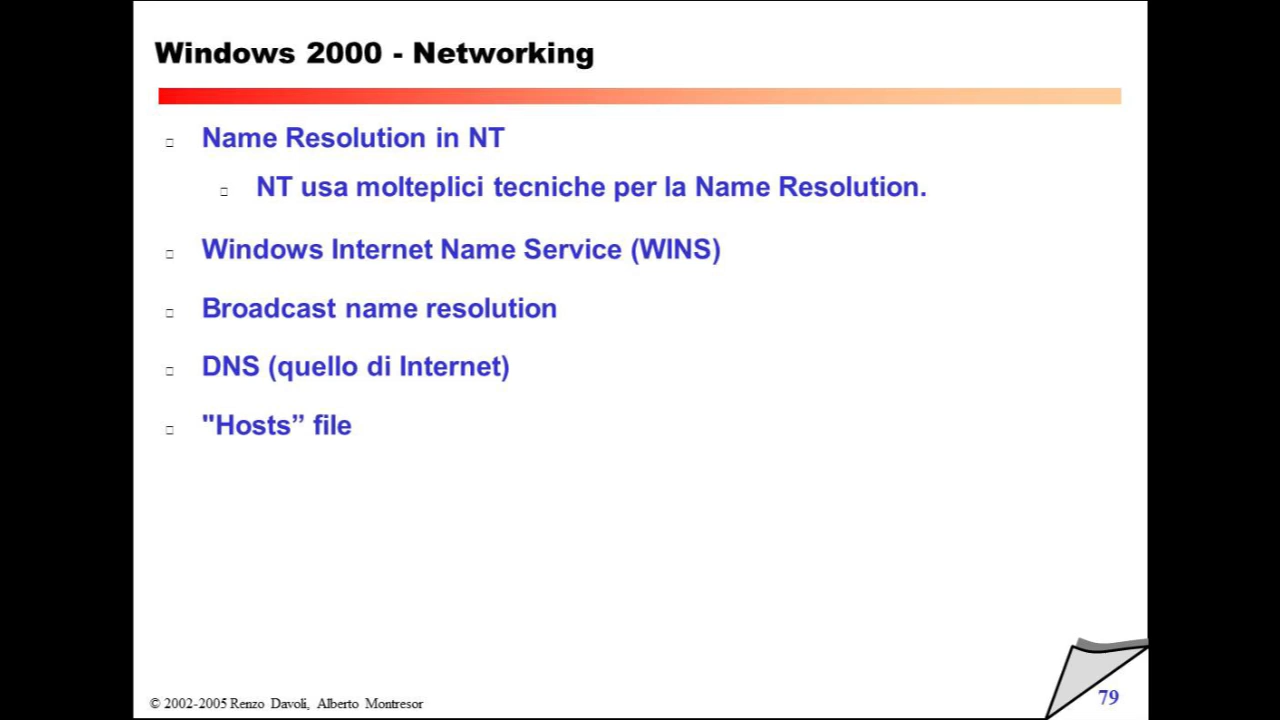 Windows 2000 - Networking
Name Resolution in NT
NT usa molteplici tecniche per la Name Resolution.
Windows Internet Name Service (WINS)
Broadcast name resolution
DNS (quello di Internet)
"Hosts” file
© 2002-2005 Renzo Davoli, Alberto Montresor
79